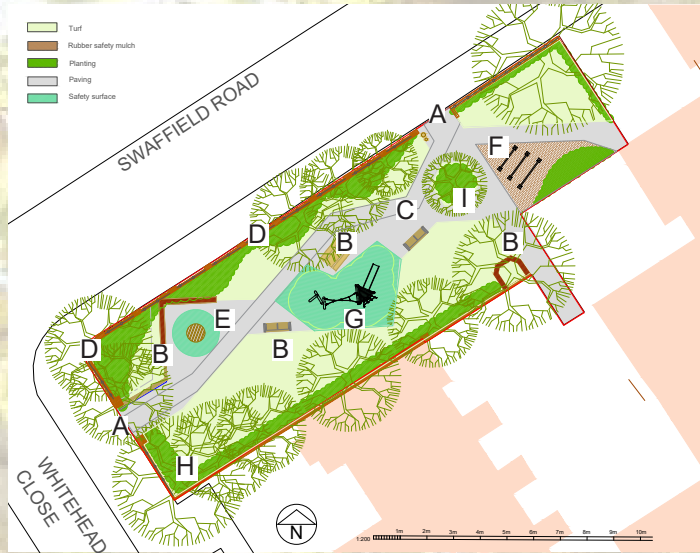 Turf
Rubber safety mulch
Planting
Paving
Safety surface
SWAFFIELD ROAD
A
F
C
I
D
B
B
E
G
D
B
B
A
H
WHITEHEAD
CLOSE
N
1:200
1m 2m 3m 4m 5m 6m 7m 8m 9m 10m